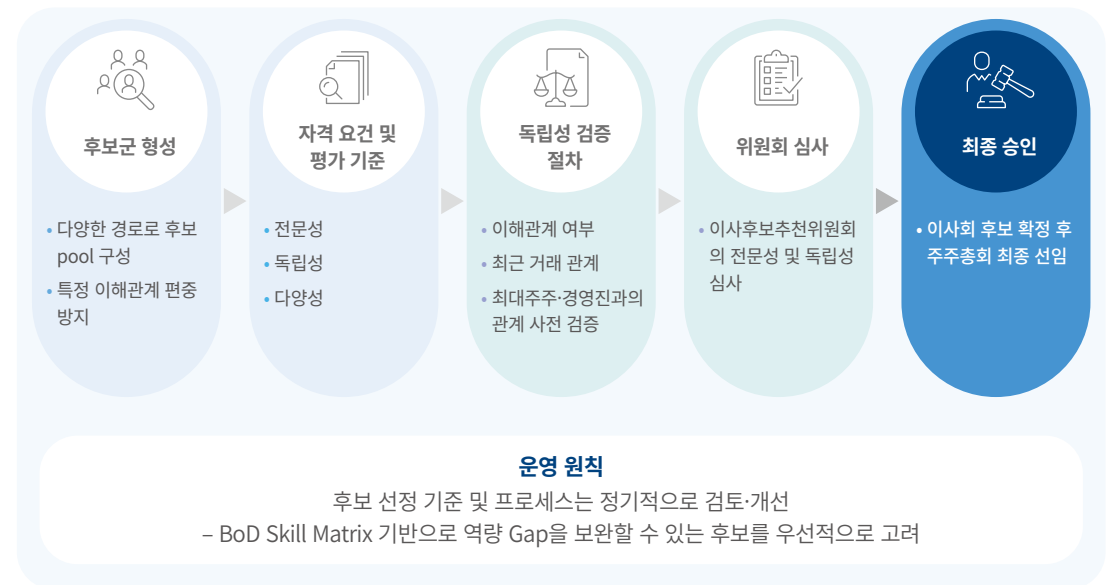 후보군 형성
• 다양한 경로로 후보
pool 구성
• 특정 이해관계 편중
방지
자격 요건 및
평가 기준
• 전문성
• 독립성
• 다양성
독립성 검증
절차
• 이해관계 여부
• 최근 거래 관계
• 최대주주·경영진과의
관계 사전 검증
위원회 심사
• 이사후보추천위원회
의 전문성 및 독립성
심사
최종 승인
• 이사회 후보 확정 후
주주총회 최종 선임
운영 원칙
후보 선정 기준 및 프로세스는 정기적으로 검토·개선
– BoD Skill Matrix 기반으로 역량 Gap을 보완할 수 있는 후보를 우선적으로 고려